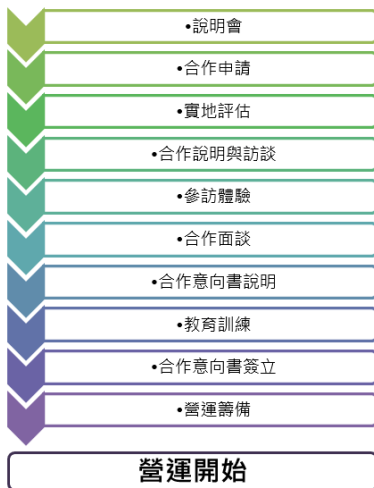 •說明會
•合作申請
•實地評估
•合作說明與訪談
•參訪體驗
•合作面談
•合作意向書說明
•教育訓練
•合作意向書簽立
•營運籌備
營運開始